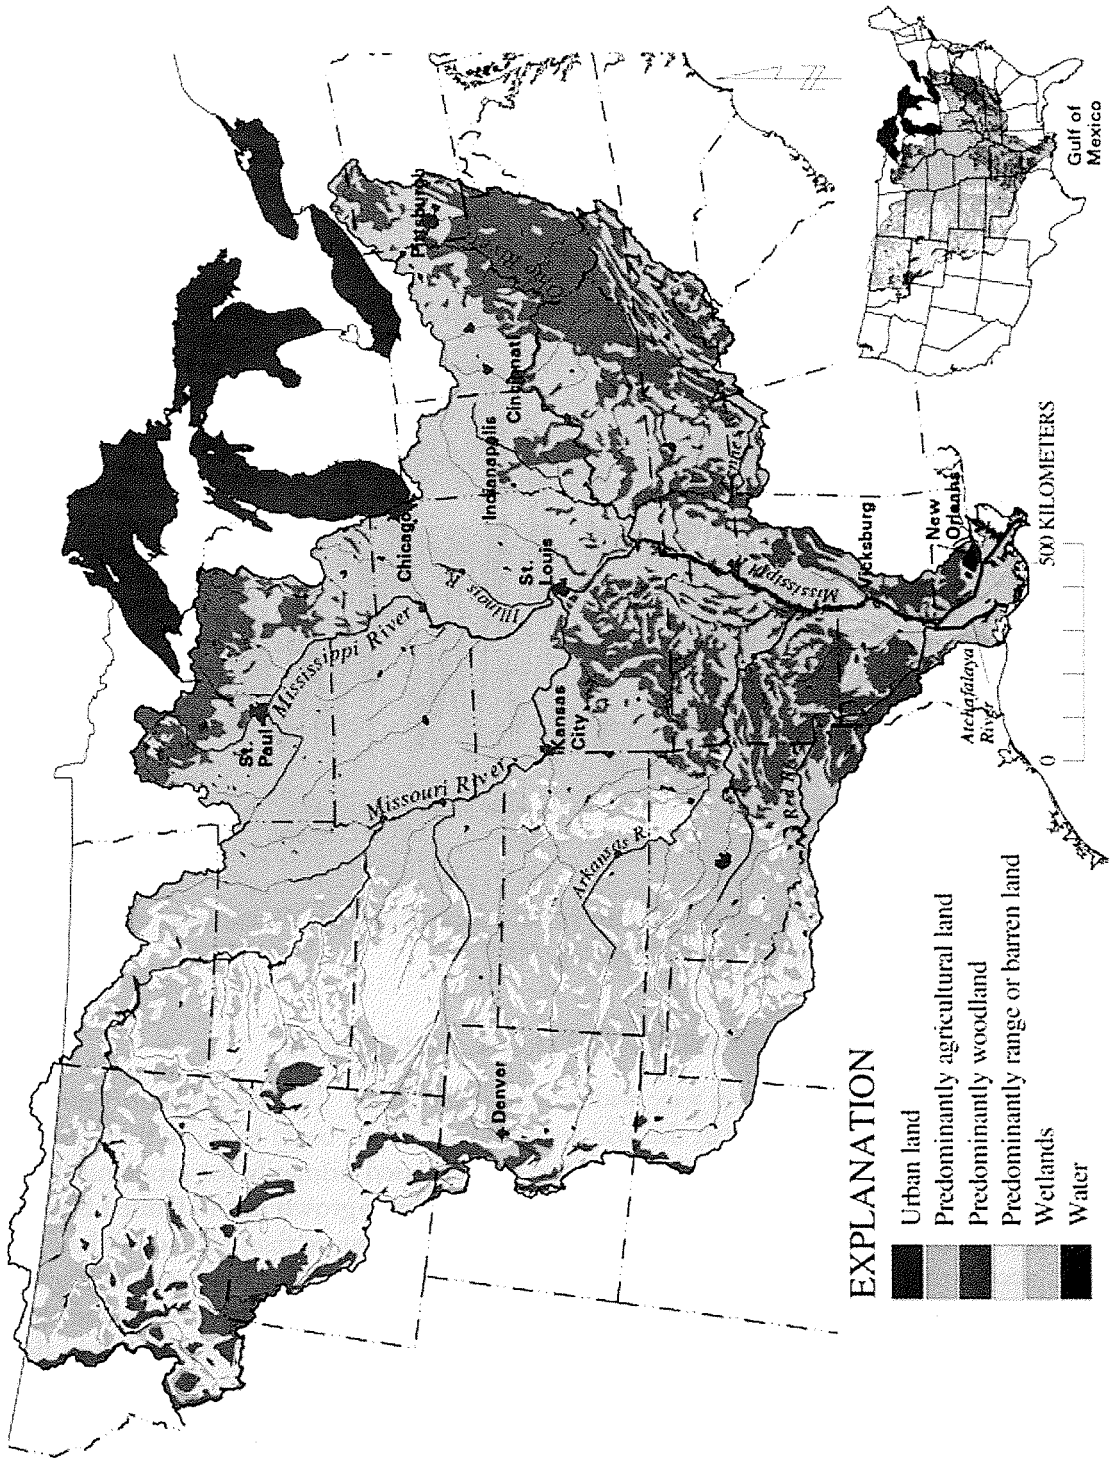 St.
Paul
Mississippi River
Chicago
Illinois R.
St.
Louis
Indianapolis
Cincinnati
Pittsburgh
Missouri River
Kansas
City
Denver
Arkansas R.
Red R.
Mississippi R.
Vicksburg
New
Orleans
Atchafalaya
River
0
500 KILOMETERS
Gulf of
Mexico
EXPLANATION
Urban land
Predominantly agricultural land
Predominantly woodland
Predominantly range or barren land
Wetlands
Water